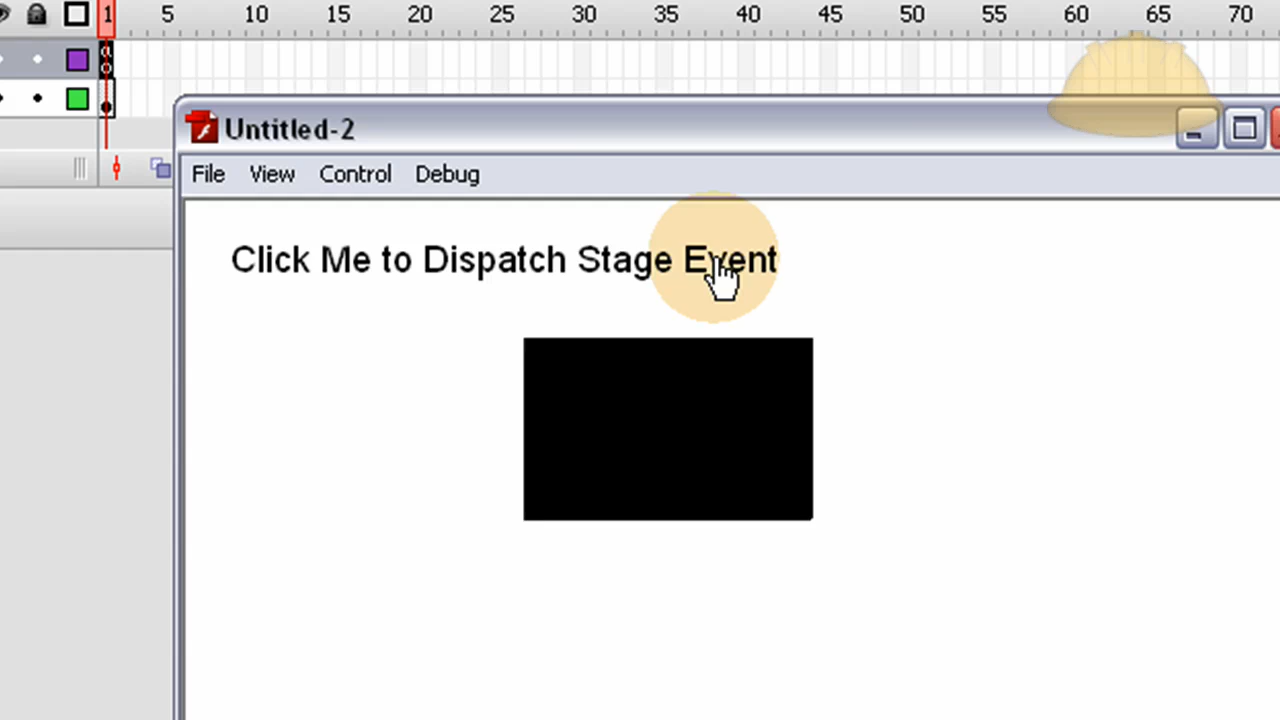 1 5 10 15 20 25 30 35 40 45 50 55 60 65 70
Untitled-2
File View Control Debug
Click Me to Dispatch Stage Event